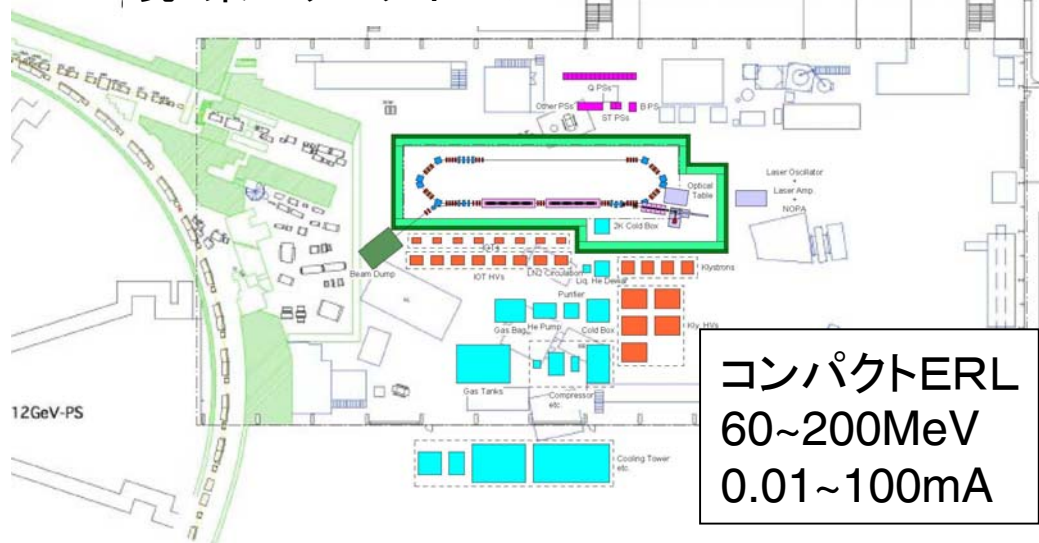 Q PSs
Other PSs
B PS
ST PSs
Laser Oscillator
+
Laser Amp.
+
NOPA
Optical
Table
2K Cold Box
IOTs
Beam Dump
IOT HVs
LN2 Circulation
Liq. He Dewar
Klystrons
Purifier
Gas Bag
He Pump
Cold Box
Kly. HVs
Gas Tanks
Compressor
etc.
12GeV-PS
Cooling Tower
etc.
コンパクトERL
60~200MeV
0.01~100mA